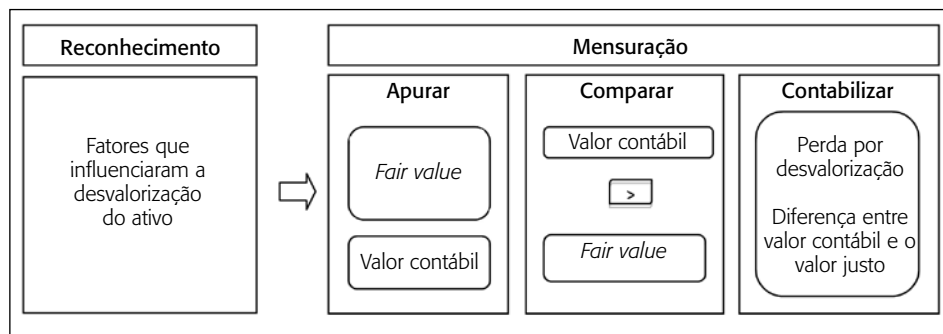 Reconhecimento
Mensuração
Fatores que
influenciaram a
desvalorização
do ativo
Apurar
Fair value
Valor contábil
Comparar
Valor contábil
>
Fair value
Contabilizar
Perda por
desvalorização
Diferença entre
valor contábil e o
valor justo